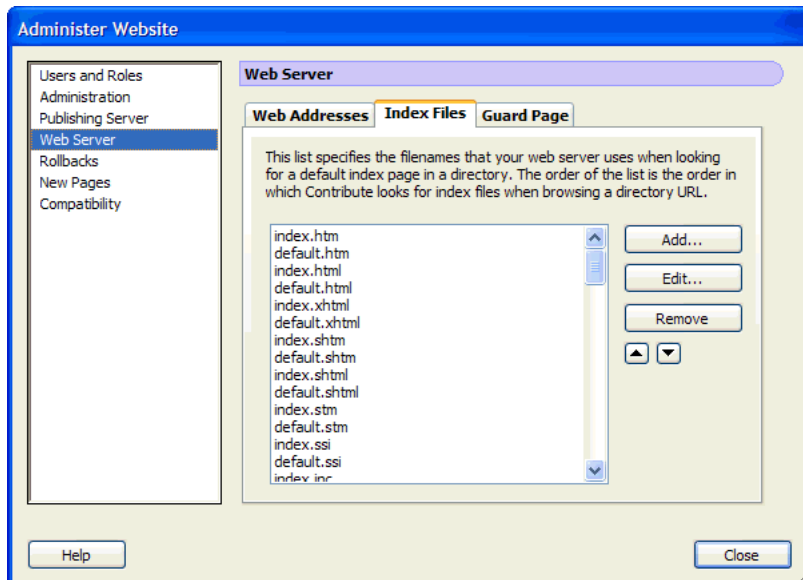 Administer Website
Users and Roles
Administration
Publishing Server
Web Server
Rollbacks
New Pages
Compatibility
Web Server
Web Addresses Index Files Guard Page
This list specifies the filenames that your web server uses when looking
for a default index page in a directory. The order of the list is the order in
which Contribute looks for index files when browsing a directory URL.
index.htm
default.htm
index.html
default.html
index.xhtml
default.xhtml
index.shtm
default.shtm
index.shtml
default.shtml
index.stm
default.stm
index.ssi
default.ssi
index.inc
Add...
Edit...
Remove
Help
Close